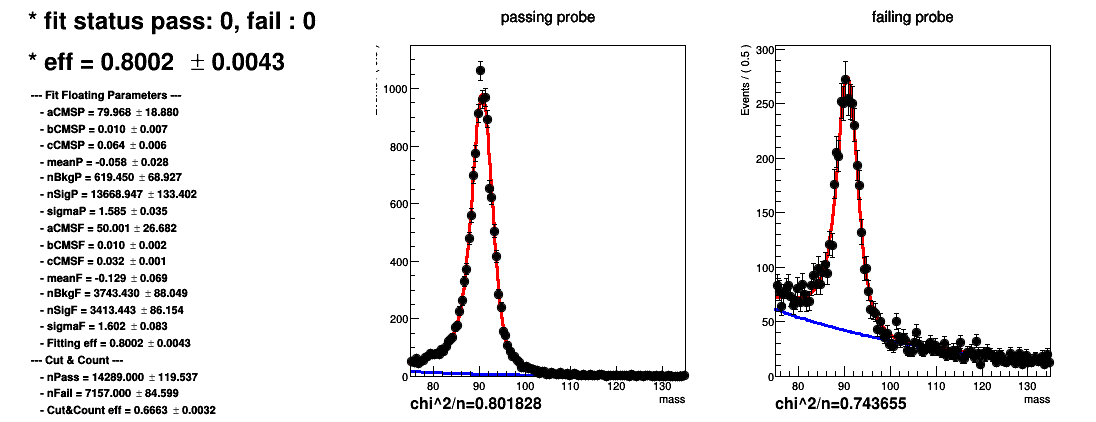 * fit status pass: 0, fail : 0
* eff = 0.8002 ± 0.0043
--- Fit Floating Parameters ---
- aCMSP = 79.968 ± 18.880
- bCMSP = 0.010 ± 0.007
- cCMSP = 0.064 ± 0.006
- meanP = -0.058 ± 0.028
- nBkgP = 619.450 ± 68.927
- nSigP = 13668.947 ± 133.402
- sigmaP = 1.585 ± 0.035
- aCMSF = 50.001 ± 26.682
- bCMSF = 0.010 ± 0.002
- cCMSF = 0.032 ± 0.001
- meanF = -0.129 ± 0.069
- nBkgF = 3743.430 ± 88.049
- nSigF = 3413.443 ± 86.154
- sigmaF = 1.602 ± 0.083
- Fitting eff = 0.8002 ± 0.0043
--- Cut & Count ---
- nPass = 14289.000 ± 119.537
- nFail = 7157.000 ± 84.599
- Cut&Count eff = 0.6663 ± 0.0032
passing probe
1000
800
600
400
200
0
80 90 100 110 120 130
mass
chi^2/n=0.801828
failing probe
Events / ( 0.5 )
300
250
200
150
100
50
0
80 90 100 110 120 130
mass
chi^2/n=0.743655